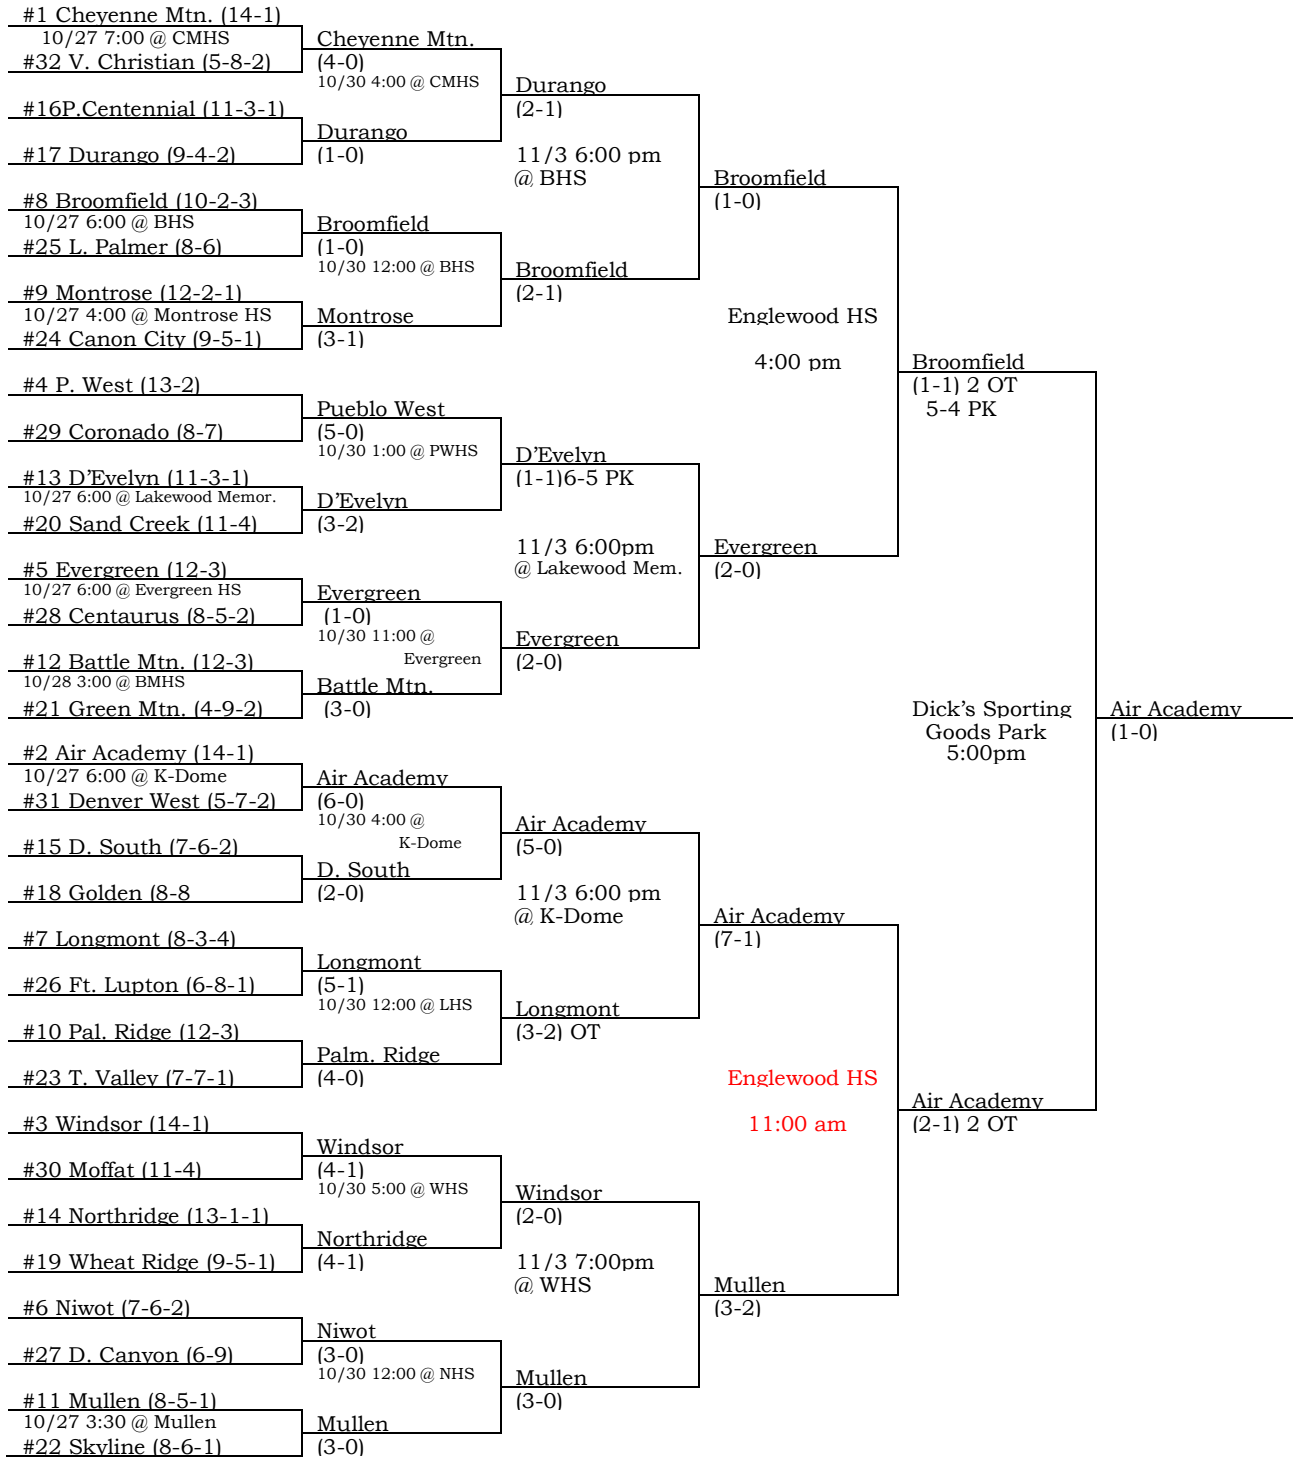 #1 Cheyenne Mtn. (14-1)
10/27 7:00 @ CMHS
#32 V. Christian (5-8-2)
#16P.Centennial (11-3-1)
#17 Durango (9-4-2)
#8 Broomfield (10-2-3)
10/27 6:00 @ BHS
#25 L. Palmer (8-6)
#9 Montrose (12-2-1)
10/27 4:00 @ Montrose HS
#24 Canon City (9-5-1)
#4 P. West (13-2)
#29 Coronado (8-7)
#13 D'Evelyn (11-3-1)
10/27 6:00 @ Lakewood Memor.
#20 Sand Creek (11-4)
#5 Evergreen (12-3)
10/27 6:00 @ Evergreen HS
#28 Centaurus (8-5-2)
#12 Battle Mtn. (12-3)
10/28 3:00 @ BMHS
#21 Green Mtn. (4-9-2)
#2 Air Academy (14-1)
10/27 6:00 @ K-Dome
#31 Denver West (5-7-2)
#15 D. South (7-6-2)
#18 Golden (8-8
#7 Longmont (8-3-4)
#26 Ft. Lupton (6-8-1)
#10 Pal. Ridge (12-3)
#23 T. Valley (7-7-1)
#3 Windsor (14-1)
#30 Moffat (11-4)
#14 Northridge (13-1-1)
#19 Wheat Ridge (9-5-1)
#6 Niwot (7-6-2)
#27 D. Canyon (6-9)
#11 Mullen (8-5-1)
10/27 3:30 @ Mullen
#22 Skyline (8-6-1)
Cheyenne Mtn.
(4-0)
10/30 4:00 @ CMHS
Durango
(1-0)
Broomfield
(1-0)
10/30 12:00 @ BHS
Montrose
(3-1)
Pueblo West
(5-0)
10/30 1:00 @ PWHS
D'Evelyn
(3-2)
Evergreen
(1-0)
10/30 11:00 @
Evergreen
Battle Mtn.
(3-0)
Air Academy
(6-0)
10/30 4:00 @
K-Dome
D. South
(2-0)
Longmont
(5-1)
10/30 12:00 @ LHS
Palm. Ridge
(4-0)
Windsor
(4-1)
10/30 5:00 @ WHS
Northridge
(4-1)
Niwot
(3-0)
10/30 12:00 @ NHS
Mullen
(3-0)
Durango
(2-1)
11/3 6:00 pm
@ BHS
Broomfield
(2-1)
D'Evelyn
(1-1)6-5 PK
11/3 6:00pm
@ Lakewood Mem.
Evergreen
(2-0)
Air Academy
(5-0)
11/3 6:00 pm
@ K-Dome
Longmont
(3-2) OT
Windsor
(2-0)
11/3 7:00pm
@ WHS
Mullen
(3-0)
Broomfield
(1-0)
Englewood HS
4:00 pm
Evergreen
(2-0)
Air Academy
(7-1)
Englewood HS
11:00 am
Mullen
(3-2)
Broomfield
(1-1) 2 OT
5-4 PK
Dick's Sporting
Goods Park
5:00pm
Air Academy
(2-1) 2 OT
Air Academy
(1-0)